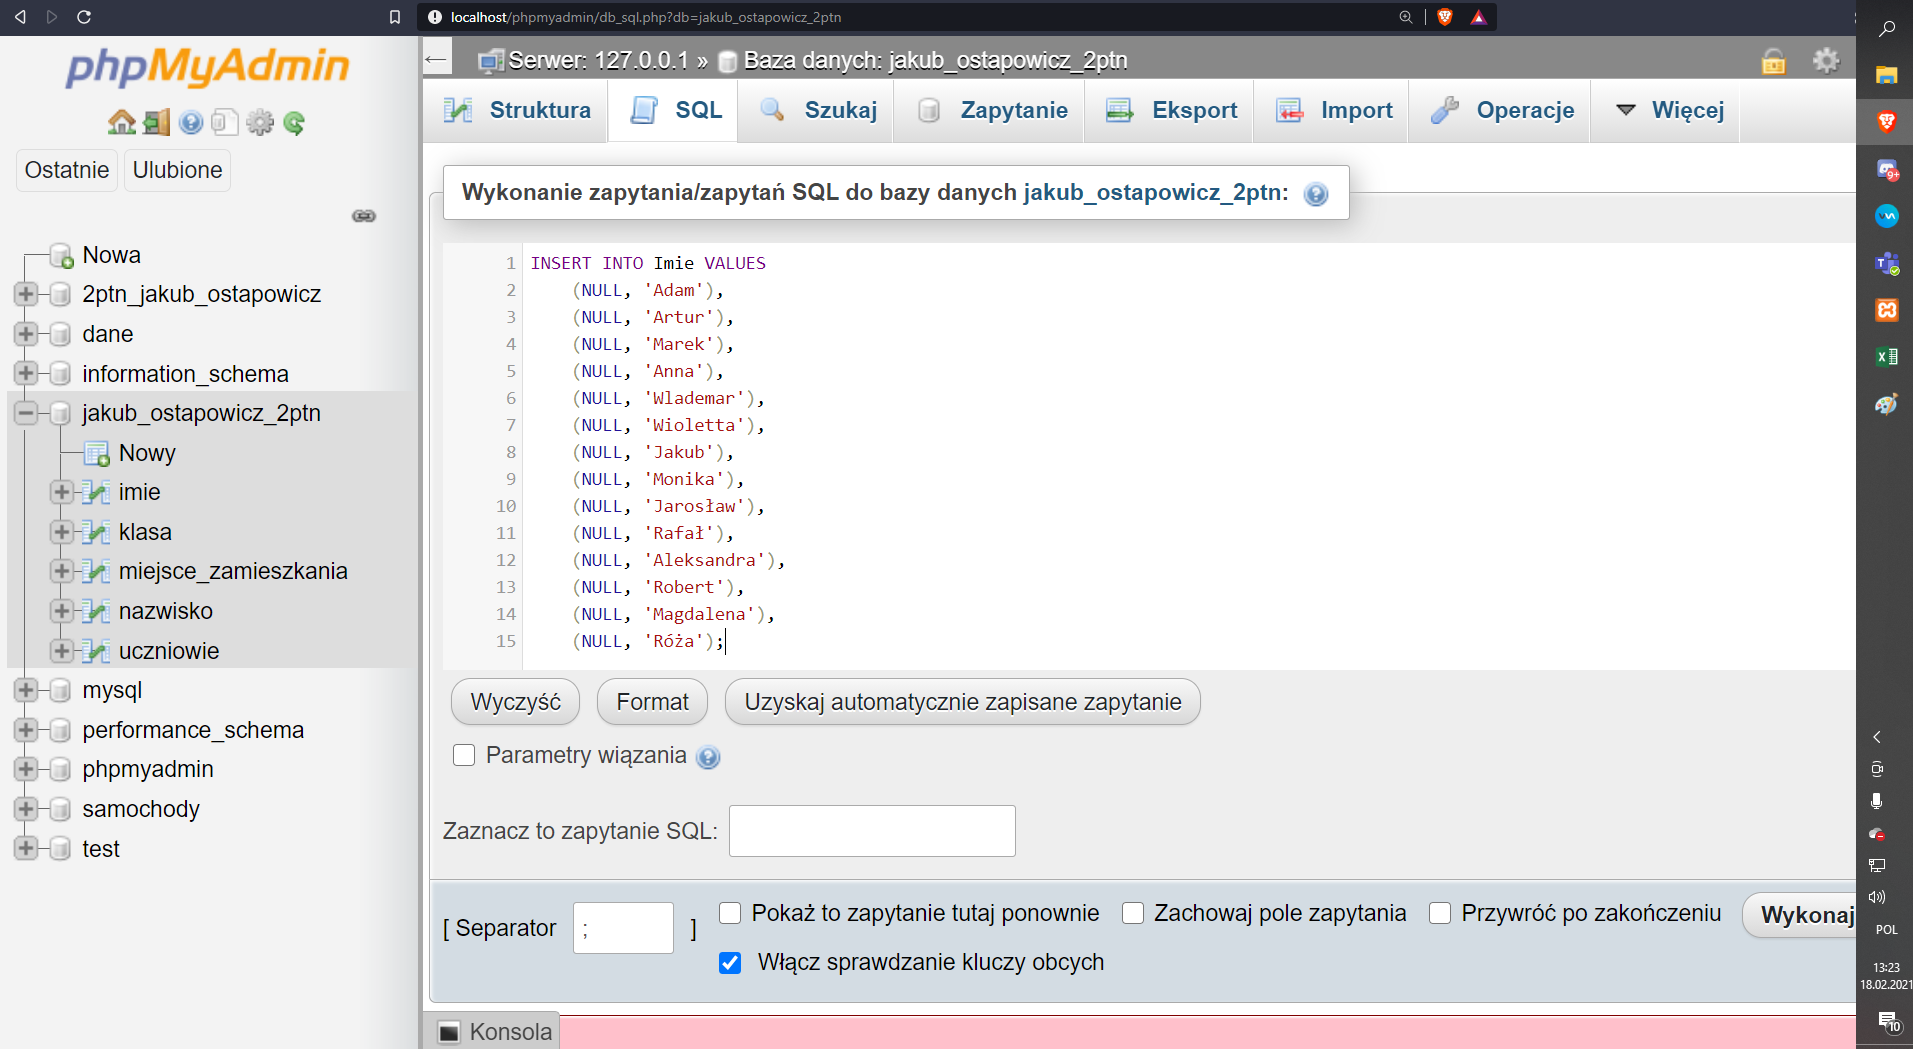 localhost/phpmyadmin/db_sql.php?db=jakub_ostapowicz_2ptn
phpMyAdmin
Ostatnie
Ulubione
Nowa
2ptn_jakub_ostapowicz
dane
information_schema
jakub_ostapowicz_2ptn
Nowy
imie
klasa
miejsce_zamieszkania
nazwisko
uczniowie
mysql
performance_schema
phpmyadmin
samochody
test
Serwer: 127.0.0.1 » Baza danych: jakub_ostapowicz_2ptn
Struktura
SQL
Szukaj
Zapytanie
Eksport
Import
Operacje
Więcej
Wykonanie zapytania/zapytań SQL do bazy danych jakub_ostapowicz_2ptn:
1 INSERT INTO Imie VALUES
2 (NULL, 'Adam'),
3 (NULL, 'Artur'),
4 (NULL, 'Marek'),
5 (NULL, 'Anna'),
6 (NULL, 'Wlademar'),
7 (NULL, 'Wioletta'),
8 (NULL, 'Jakub'),
9 (NULL, 'Monika'),
10 (NULL, 'Jarosław'),
11 (NULL, 'Rafał'),
12 (NULL, 'Aleksandra'),
13 (NULL, 'Robert'),
14 (NULL, 'Magdalena'),
15 (NULL, 'Róża');
Wyczyść
Format
Uzyskaj automatycznie zapisane zapytanie
Parametry wiązania
Zaznacz to zapytanie SQL:
[ Separator ; ]
Pokaż to zapytanie tutaj ponownie
Zachowaj pole zapytania
Przywróć po zakończeniu
Wykonaj
Włącz sprawdzanie kluczy obcych
Konsola
9+
POL
13:23
18.02.2021
10